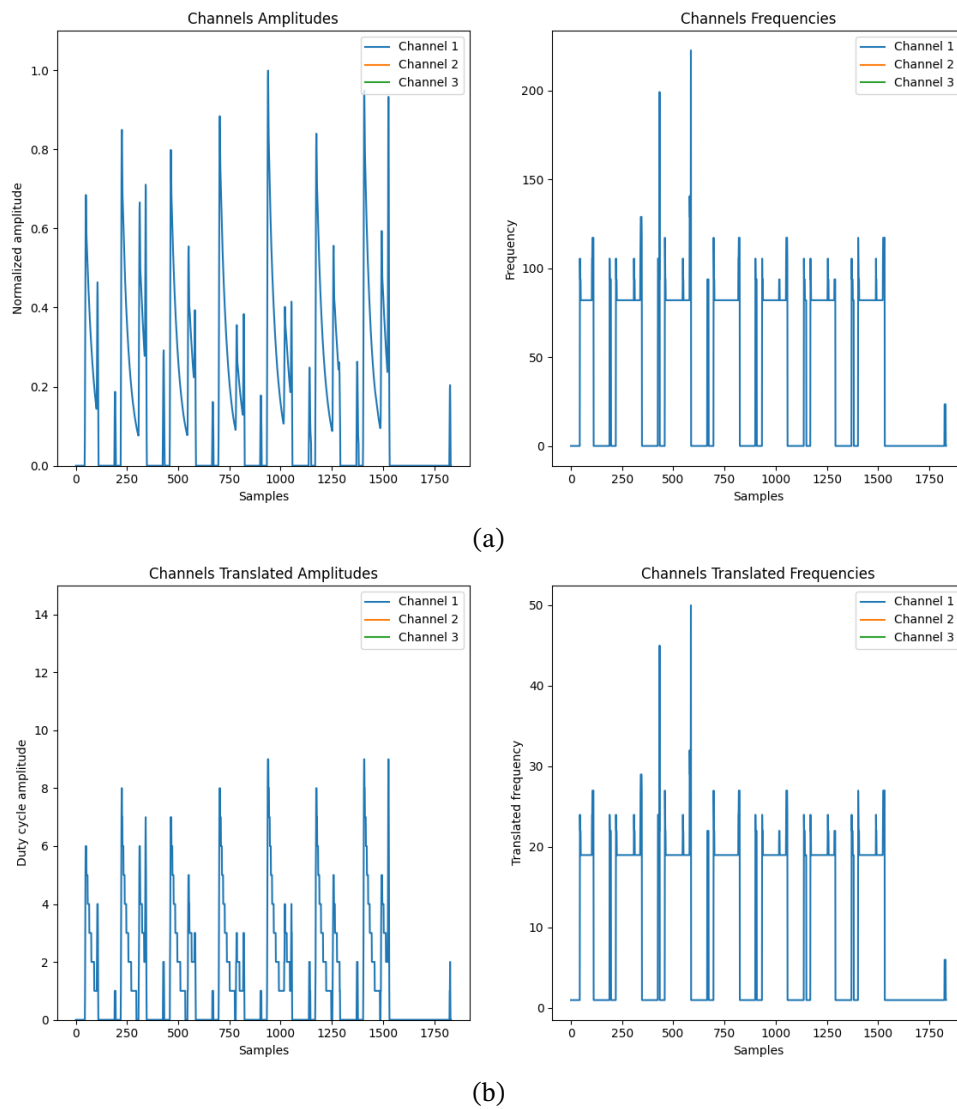 Channels Amplitudes
Channel 1
Channel 2
Channel 3
Normalized amplitude
1.0
0.8
0.6
0.4
0.2
0.0
0 250 500 750 1000 1250 1500 1750
Samples
Channels Frequencies
Channel 1
Channel 2
Channel 3
Frequency
200
150
100
50
0
0 250 500 750 1000 1250 1500 1750
Samples
(a)
Channels Translated Amplitudes
Channel 1
Channel 2
Channel 3
Duty cycle amplitude
14
12
10
8
6
4
2
0
0 250 500 750 1000 1250 1500 1750
Samples
Channels Translated Frequencies
Channel 1
Channel 2
Channel 3
Translated frequency
50
40
30
20
10
0
0 250 500 750 1000 1250 1500 1750
Samples
(b)